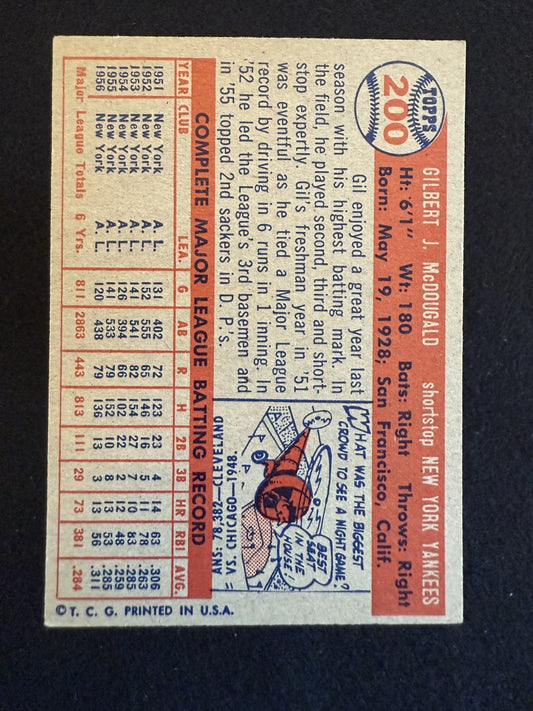 TOPPS
200
GILBERT J. McDOUGALD shortstop NEW YORK YANKEES
Ht: '6'1" Wt: 180 Bats: Right Throws: Right
Born: May 19, 1928; San Francisco, Calif.
Gil enjoyed a great year last
season with his highest batting mark. In
the field, he played second, third and short-
stop expertly. Gil's freshman year in '51
was eventful as he tied a Major League
record by driving in 6 runs in 1 inning. In
'52 he led the League's 3rd basemen and
in '55 topped 2nd sackers in D. P.'s.
WHAT WAS THE BIGGEST
CROWD TO SEE A NIGHT GAME?
BEST
SEAT
IN THE
HOUSE!
ANS: 78,382—CLEVELAND
VS. CHICAGO—1948.
COMPLETE MAJOR LEAGUE BATTING RECORD
YEAR CLUB LEA. G AB R H 2B 3B HR RBI AVG.
1951 New York A. L. 131 402 72 123 23 4 14 63 .306
1952 New York A. L. 152 555 65 146 16 5 11 78 .263
1953 New York A. L. 141 541 82 154 27 7 10 83 .285
1954 New York A. L. 126 394 66 102 22 2 12 48 .259
1955 New York A. L. 141 533 79 152 10 8 13 53 .285
1956 New York A. L. 120 438 79 136 13 3 13 56 .311
Major League Totals 6 Yrs. 811 2863 443 813 111 29 73 381 .284
© T. C. G. PRINTED IN U.S.A.